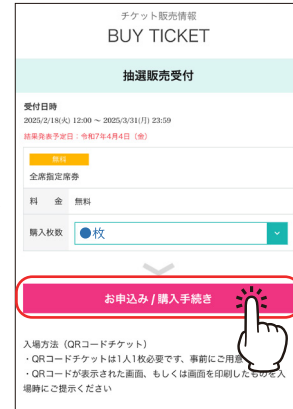 チケット販売情報
BUY TICKET
抽選販売受付
受付日時
2025/2/18(火) 12:00 ～ 2025/3/31(月) 23:59
結果発表予定日：令和7年4月4日（金）
無料
全席指定席券
料　金　無料
購入枚数　●枚
お申込み / 購入手続き
入場方法（QRコードチケット）
・QRコードチケットは1人1枚必要です、事前にご用意
・QRコードが表示された画面、もしくは画面を印刷したものを入
場時にご提示ください